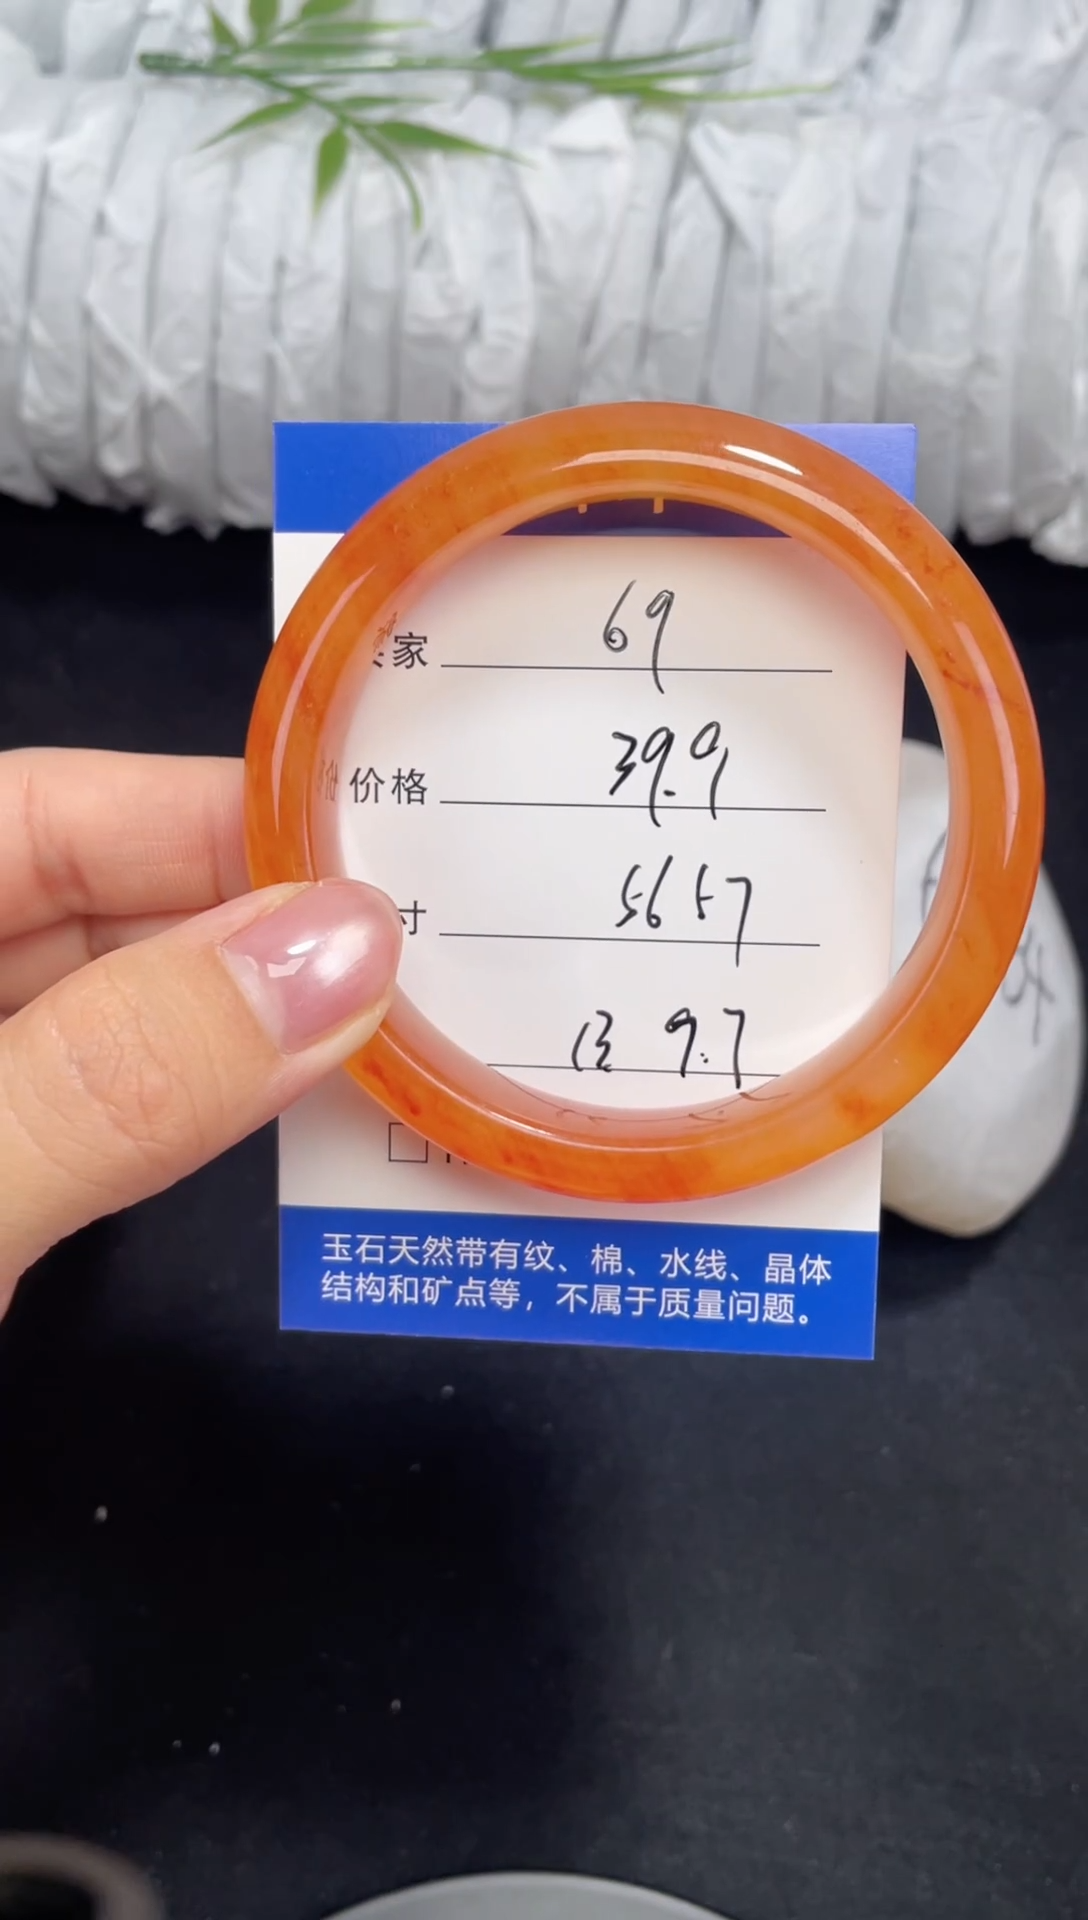 家 69
价格 39.9
寸 56 57
9.7
玉石天然带有纹、棉、水线、晶体
结构和矿点等，不属于质量问题。